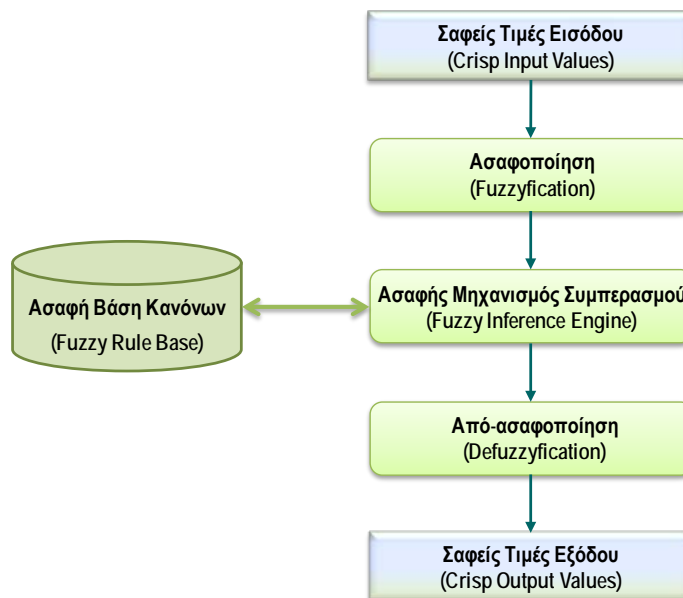 Σαφείς Τιμές Εισόδου
(Crisp Input Values)
Ασαφοποίηση
(Fuzzyfication)
Ασαφή Βάση Κανόνων
(Fuzzy Rule Base)
Ασαφής Μηχανισμός Συμπερασμού
(Fuzzy Inference Engine)
Από-ασαφοποίηση
(Defuzzyfication)
Σαφείς Τιμές Εξόδου
(Crisp Output Values)